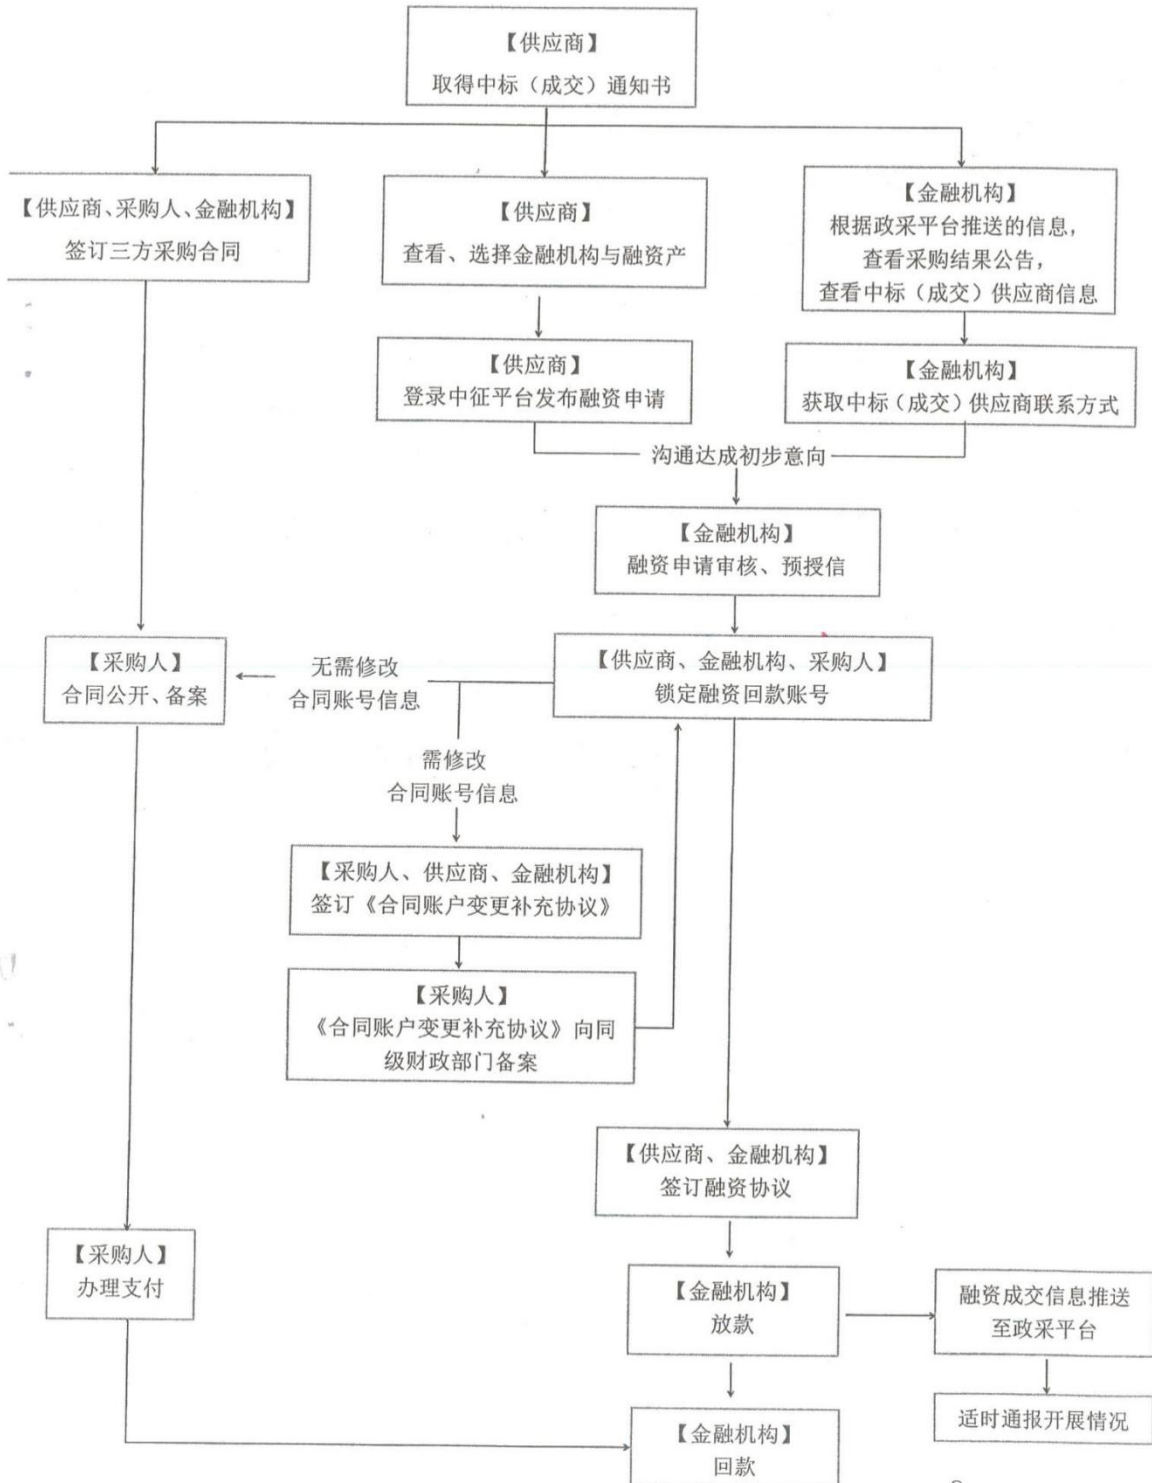 【供应商】
取得中标（成交）通知书
【供应商、采购人、金融机构】
签订三方采购合同
【供应商】
查看、选择金融机构与融资产
【金融机构】
根据政采平台推送的信息，
查看采购结果公告，
查看中标（成交）供应商信息
【供应商】
登录中征平台发布融资申请
【金融机构】
获取中标（成交）供应商联系方式
沟通达成初步意向
【金融机构】
融资申请审核、预授信
【采购人】
合同公开、备案
无需修改
合同账号信息
【供应商、金融机构、采购人】
锁定融资回款账号
需修改
合同账号信息
【采购人、供应商、金融机构】
签订《合同账户变更补充协议》
【采购人】
《合同账户变更补充协议》向同
级财政部门备案
【供应商、金融机构】
签订融资协议
【采购人】
办理支付
【金融机构】
放款
融资成交信息推送
至政采平台
适时通报开展情况
【金融机构】
回款